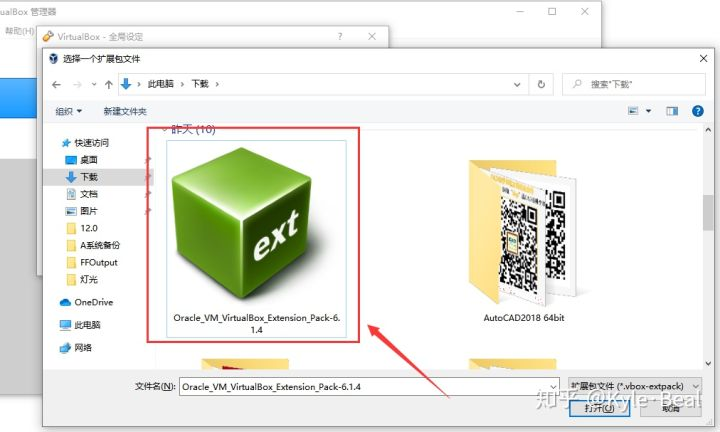 ualBox 管理器
帮助(H)
VirtualBox - 全局设定
?
选择一个扩展包文件
此电脑 › 下载 ›
搜索"下载"
组织
新建文件夹
?
快速访问
桌面
下载
文档
图片
12.0
A系统备份
FFOutput
灯光
OneDrive
此电脑
网络
昨天 (10)
ext
Oracle_VM_VirtualBox_Extension_Pack-6.
1.4
AutoCAD2018 64bit
文件名(N):
Oracle_VM_VirtualBox_Extension_Pack-6.1.4
扩展包文件 (*.vbox-extpack)
打开(O)
取消
知乎 @Kyle·Beal